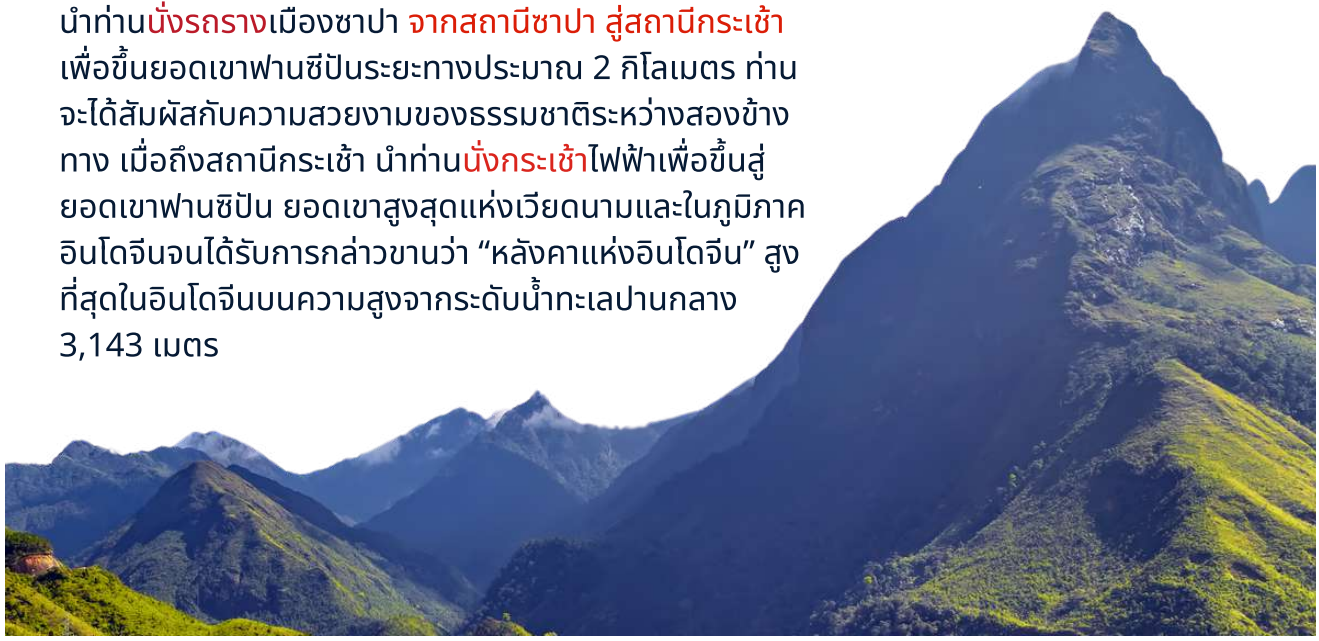 นำท่านนั่งรถรางเมืองซาปา จากสถานีซาปา สู่สถานีกระเช้า
เพื่อขึ้นยอดเขาฟานซีปันระยะทางประมาณ 2 กิโลเมตร ท่าน
จะได้สัมผัสกับความสวยงามของธรรมชาติระหว่างสองข้าง
ทาง เมื่อถึงสถานีกระเช้า นำท่านนั่งกระเช้าไฟฟ้าเพื่อขึ้นสู่
ยอดเขาฟานซิปัน ยอดเขาสูงสุดแห่งเวียดนามและในภูมิภาค
อินโดจีนจนได้รับการกล่าวขานว่า “หลังคาแห่งอินโดจีน” สูง
ที่สุดในอินโดจีนบนความสูงจากระดับน้ำทะเลปานกลาง
3,143 เมตร